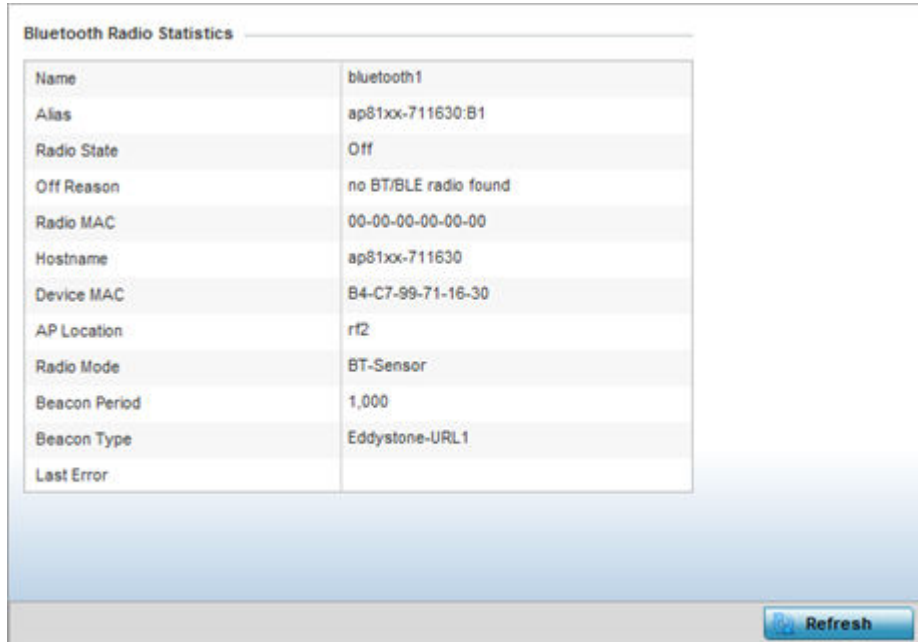 Bluetooth Radio Statistics
Name bluetooth1
Alias ap81xx-711630:B1
Radio State Off
Off Reason no BT/BLE radio found
Radio MAC 00-00-00-00-00-00
Hostname ap81xx-711630
Device MAC B4-C7-99-71-16-30
AP Location rf2
Radio Mode BT-Sensor
Beacon Period 1,000
Beacon Type Eddystone-URL1
Last Error
Refresh